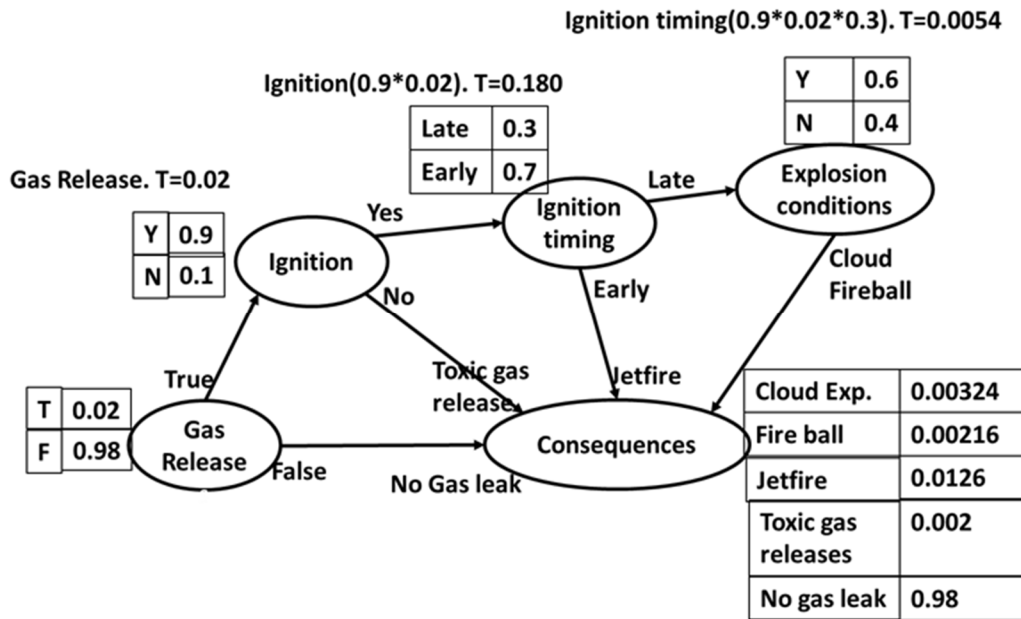 Ignition timing(0.9*0.02*0.3). T=0.0054
Ignition(0.9*0.02). T=0.180
Y 0.6
N 0.4
Late 0.3
Early 0.7
Gas Release. T=0.02
Y 0.9
N 0.1
Ignition
Yes
No
Ignition
timing
Late
Early
Explosion
conditions
Cloud
Fireball
True
Toxic gas
release
Jetfire
T 0.02
F 0.98
Gas
Release
False
No Gas leak
Consequences
Cloud Exp. 0.00324
Fire ball 0.00216
Jetfire 0.0126
Toxic gas
releases 0.002
No gas leak 0.98